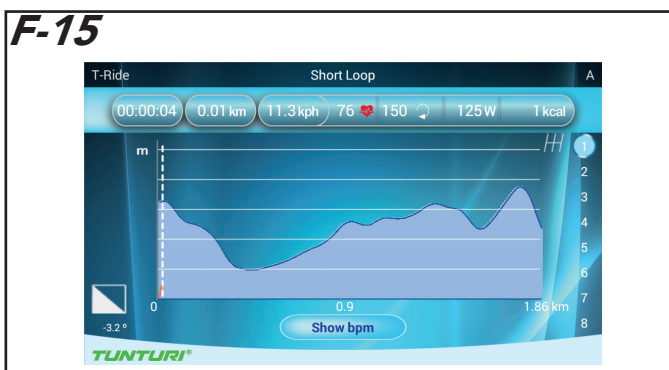 F-15
T-Ride Short Loop A
00:00:04 0.01 km 11.3 kph 76 150 125 W 1 kcal
m
1
2
3
4
5
6
7
8
0 0.9 1.86 km
-3.2 º
Show bpm
TUNTURI®